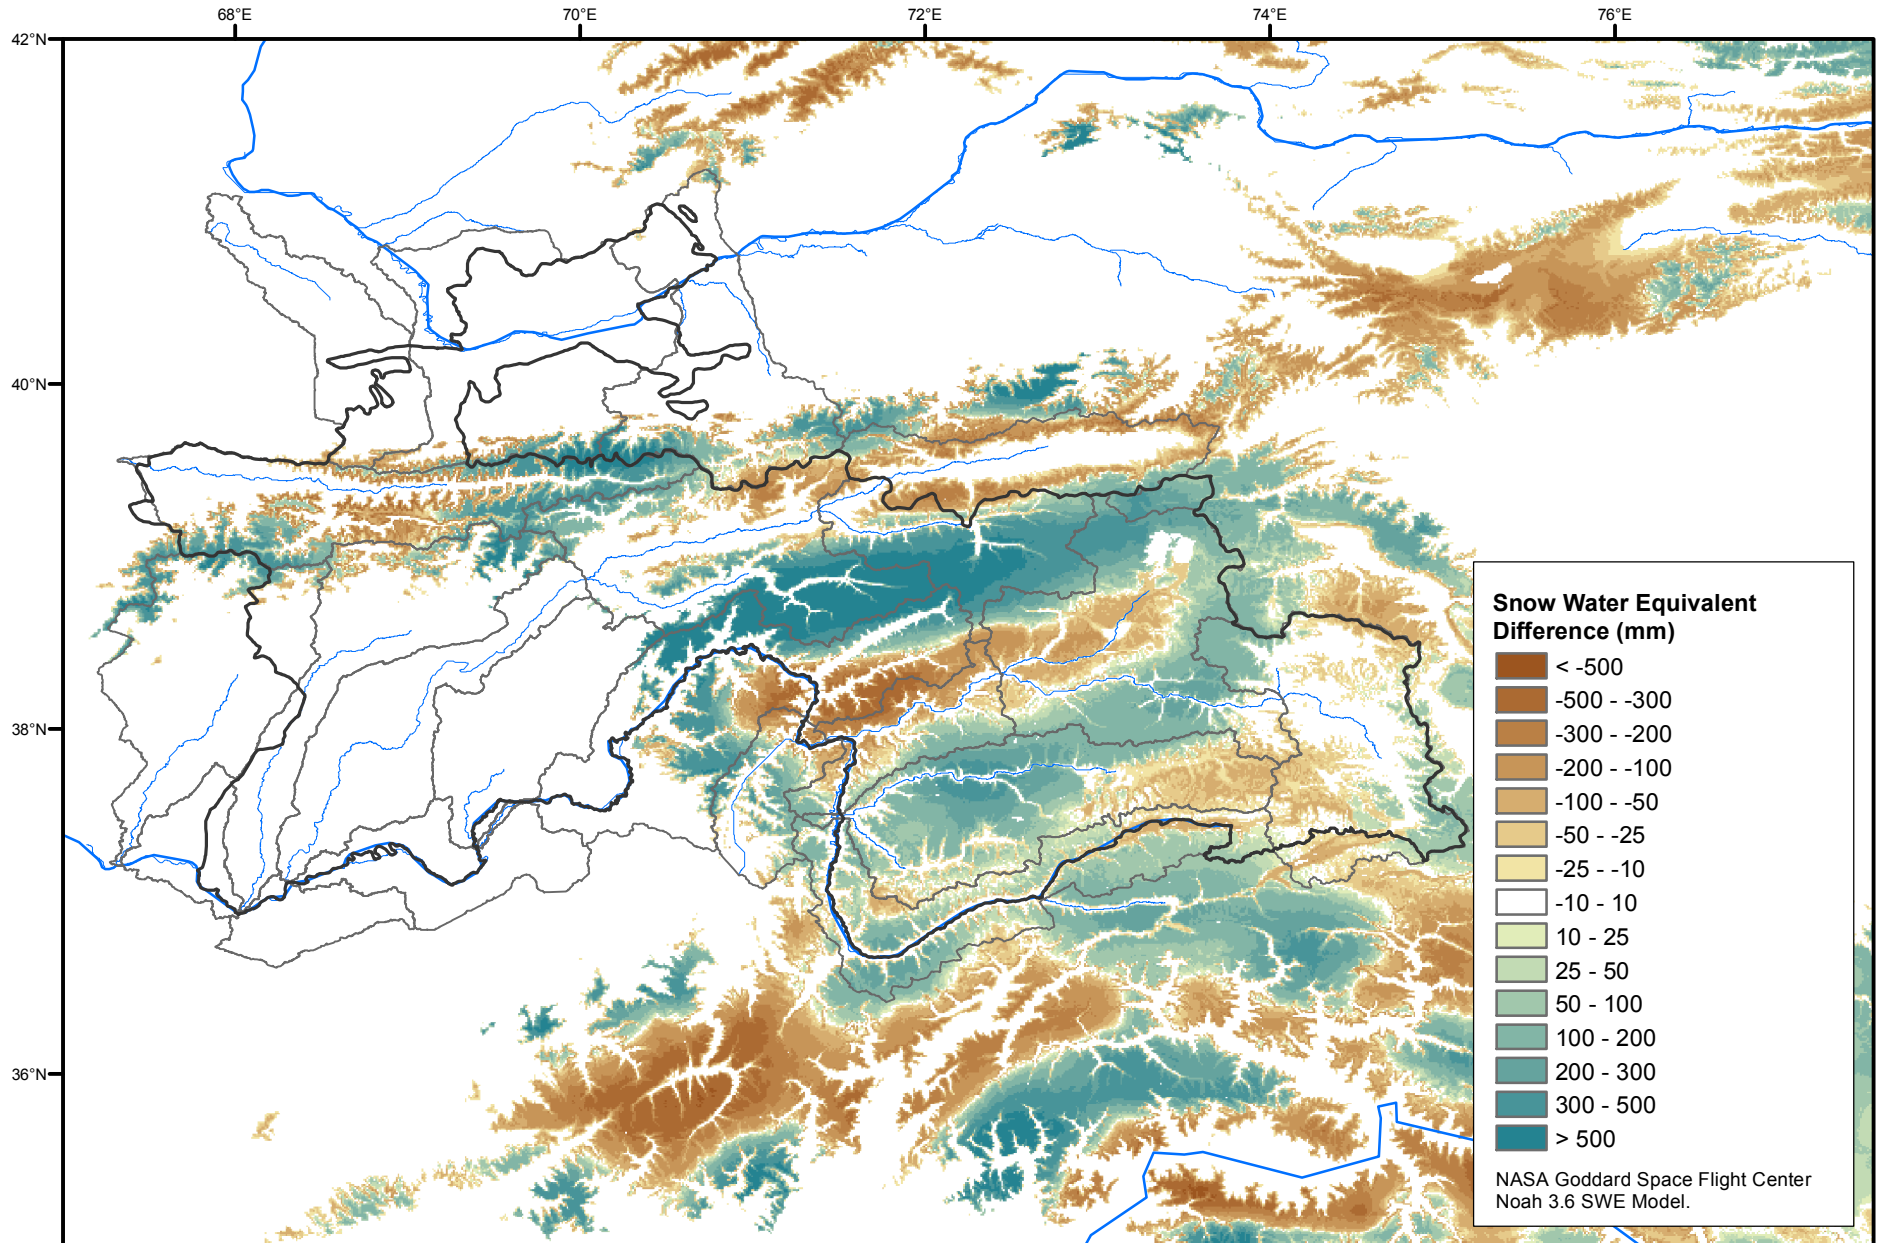 68°E
70°E
72°E
74°E
76°E
42°N
40°N
38°N
36°N
Snow Water Equivalent
Difference (mm)
< -500
-500 - -300
-300 - -200
-200 - -100
-100 - -50
-50 - -25
-25 - -10
-10 - 10
10 - 25
25 - 50
50 - 100
100 - 200
200 - 300
300 - 500
> 500
NASA Goddard Space Flight Center
Noah 3.6 SWE Model.